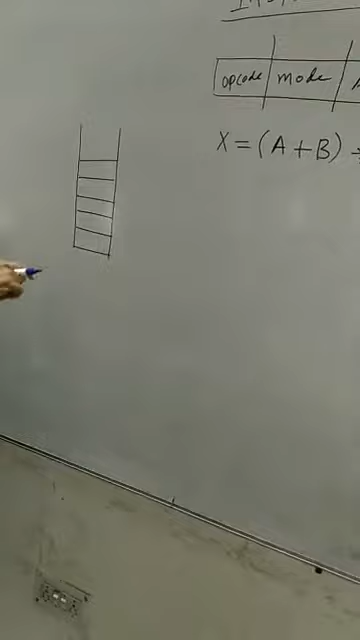 opcode mode
X = (A + B)